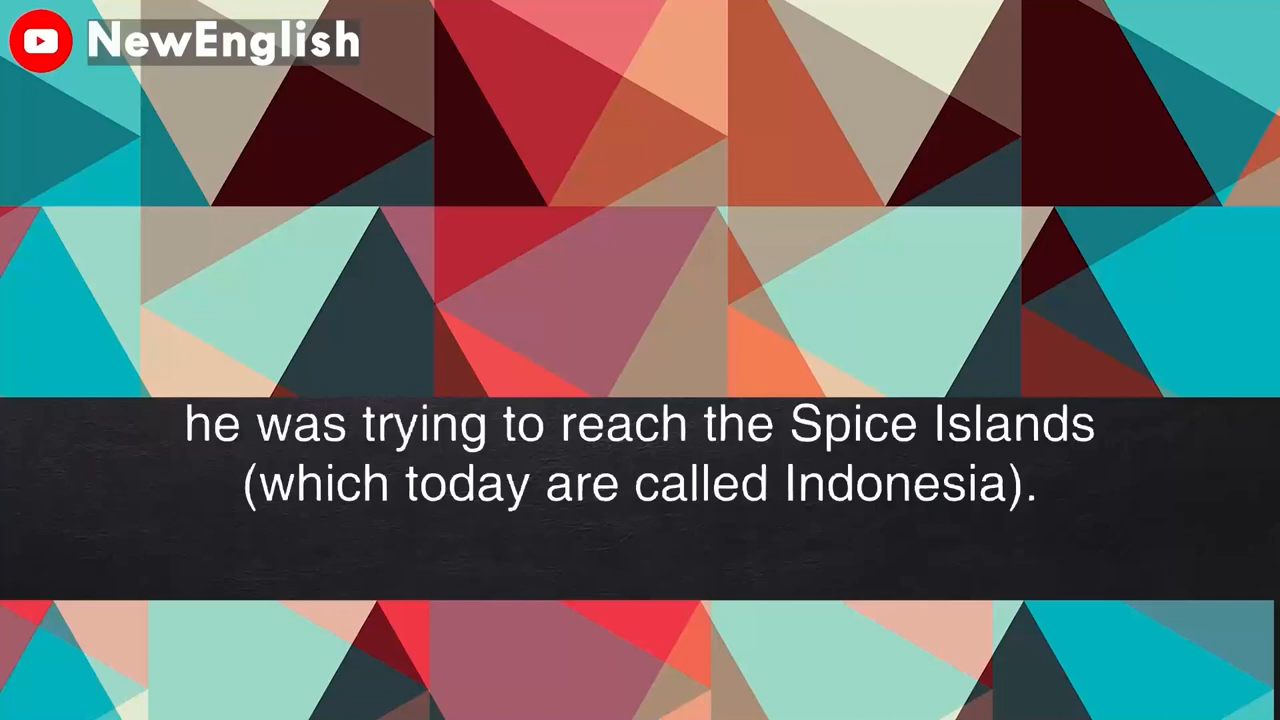 NewEnglish
he was trying to reach the Spice Islands
(which today are called Indonesia).